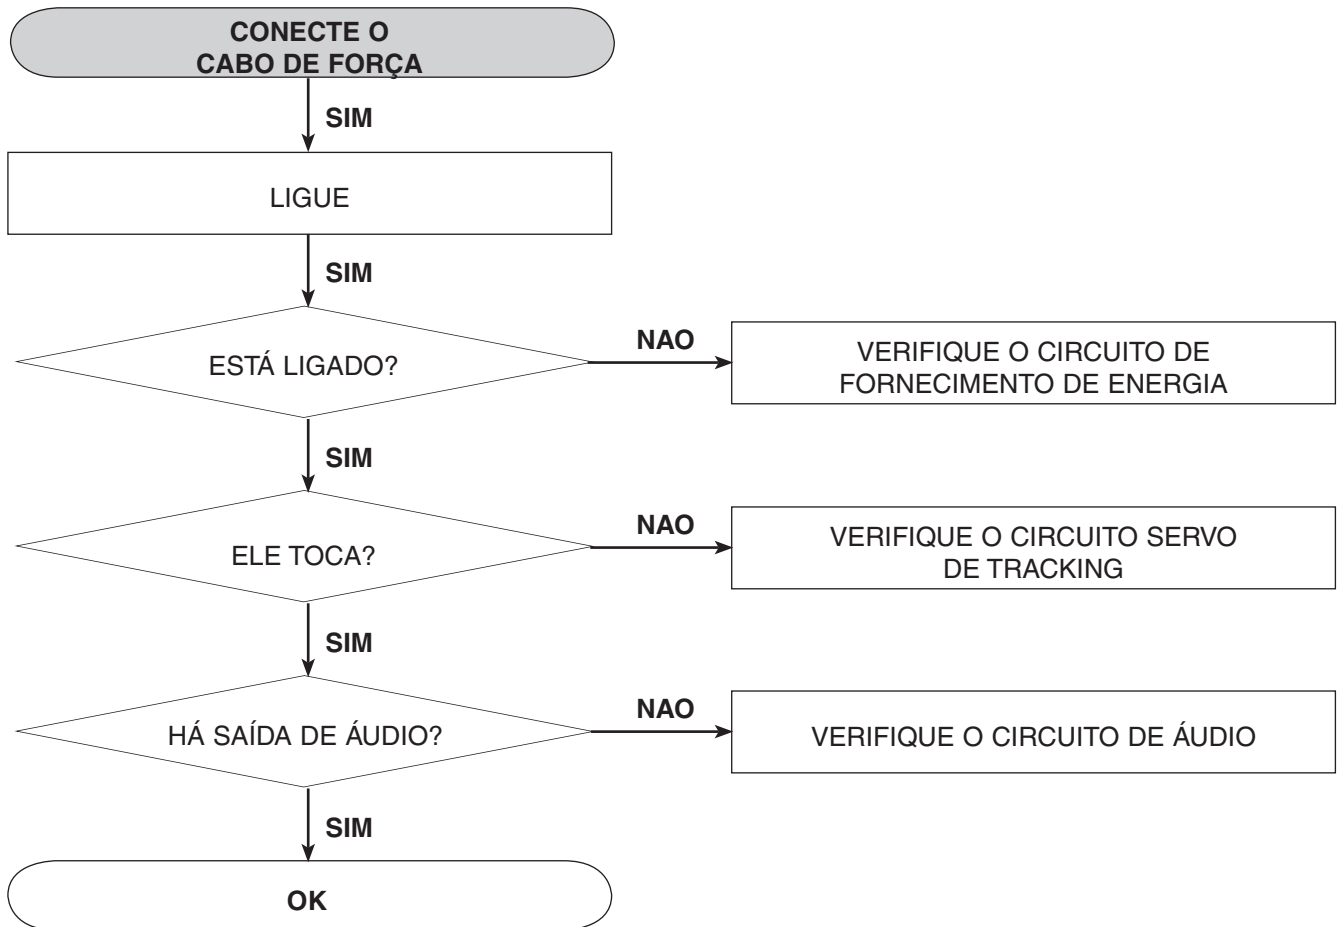 CONECTE O
CABO DE FORÇA
SIM
LIGUE
SIM
ESTÁ LIGADO?
NAO
VERIFIQUE O CIRCUITO DE
FORNECIMENTO DE ENERGIA
SIM
ELE TOCA?
NAO
VERIFIQUE O CIRCUITO SERVO
DE TRACKING
SIM
HÁ SAÍDA DE ÁUDIO?
NAO
VERIFIQUE O CIRCUITO DE ÁUDIO
SIM
OK